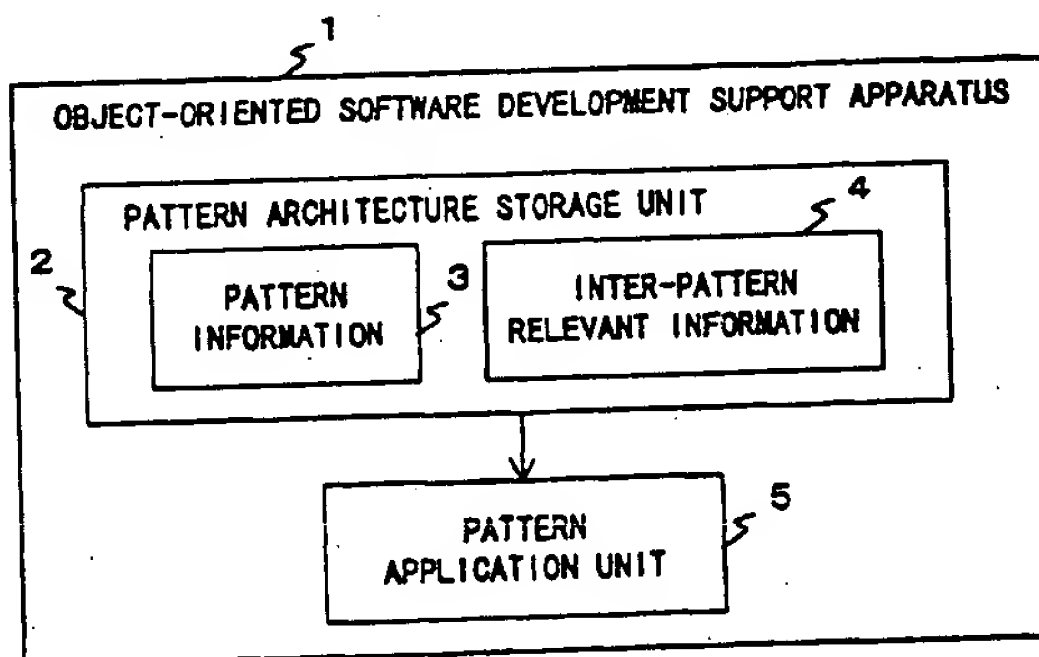 1
OBJECT-ORIENTED SOFTWARE DEVELOPMENT SUPPORT APPARATUS
PATTERN ARCHITECTURE STORAGE UNIT
4
2
PATTERN
INFORMATION
3
INTER-PATTERN
RELEVANT INFORMATION
PATTERN
APPLICATION UNIT
5